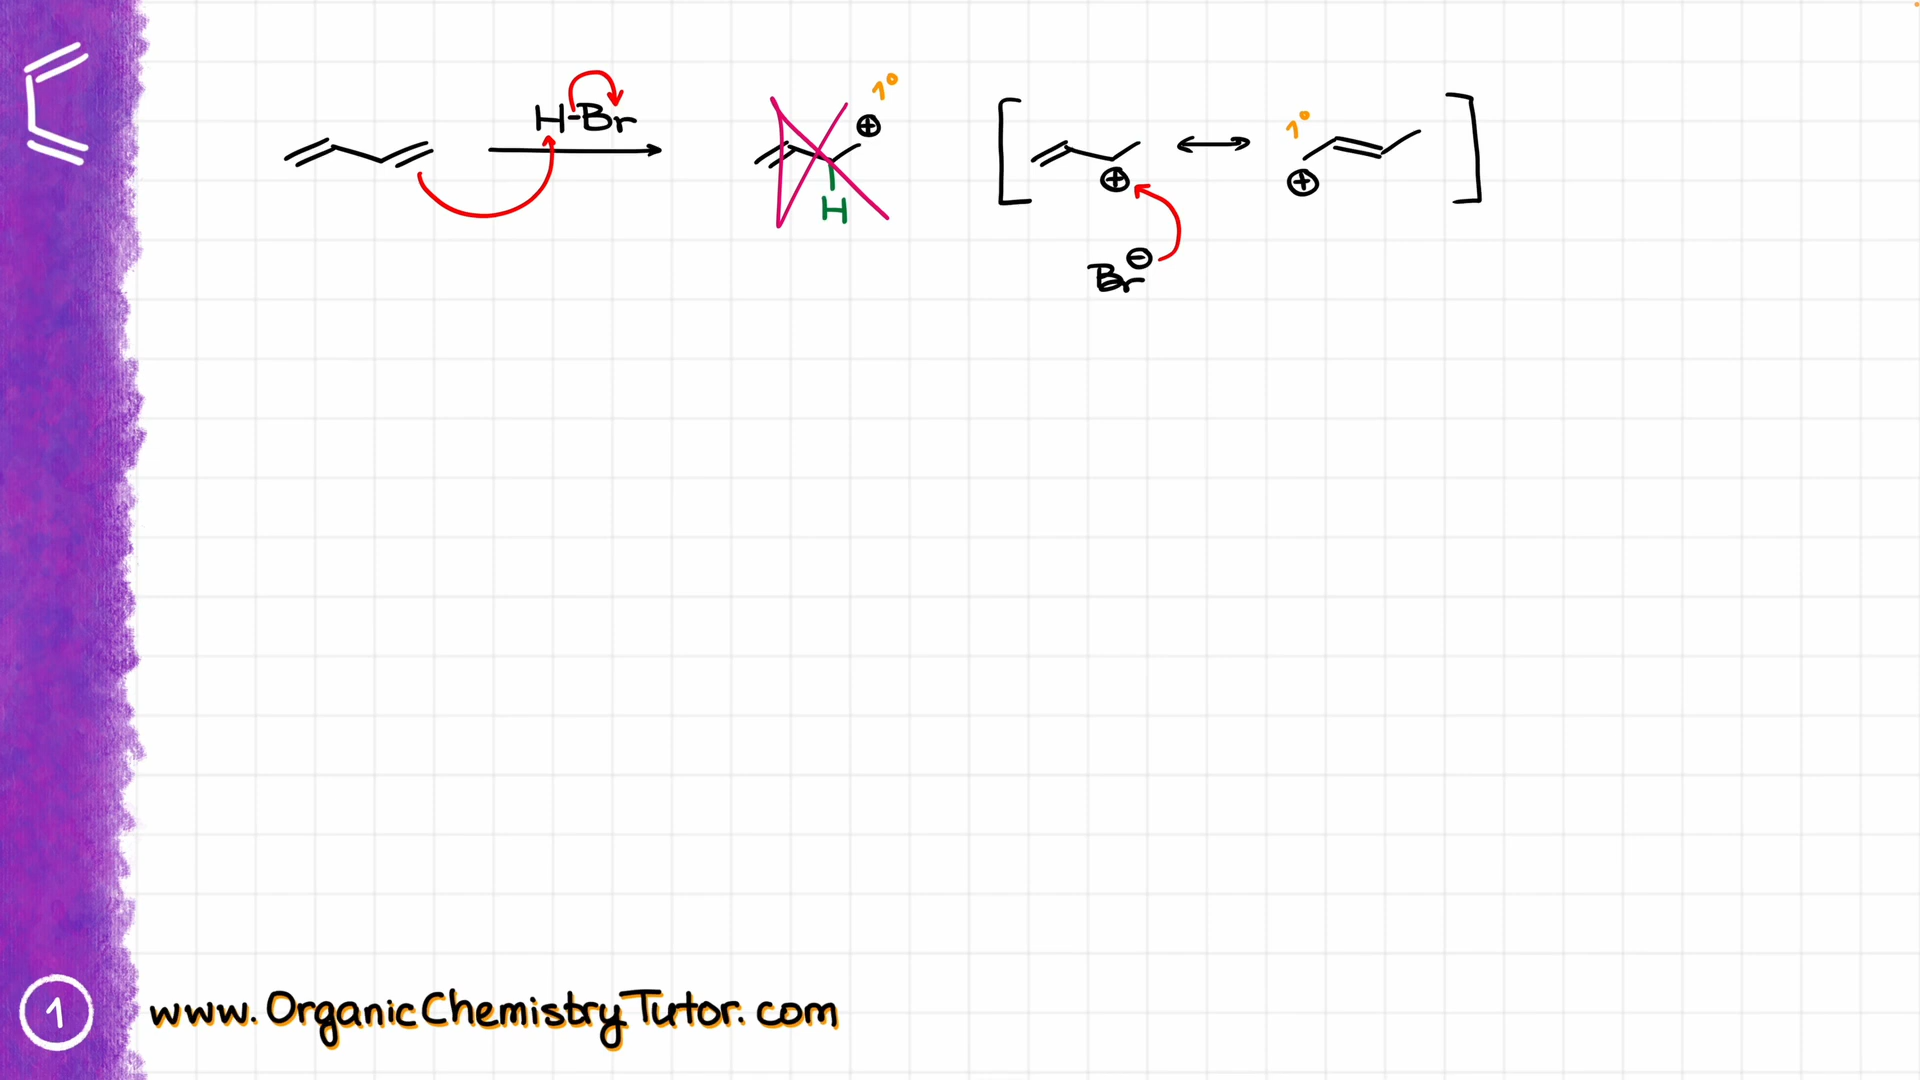 H-Br
1°
⊕
H
1°
⊕
⊕
Br⊖
1
www.OrganicChemistryTutor.com